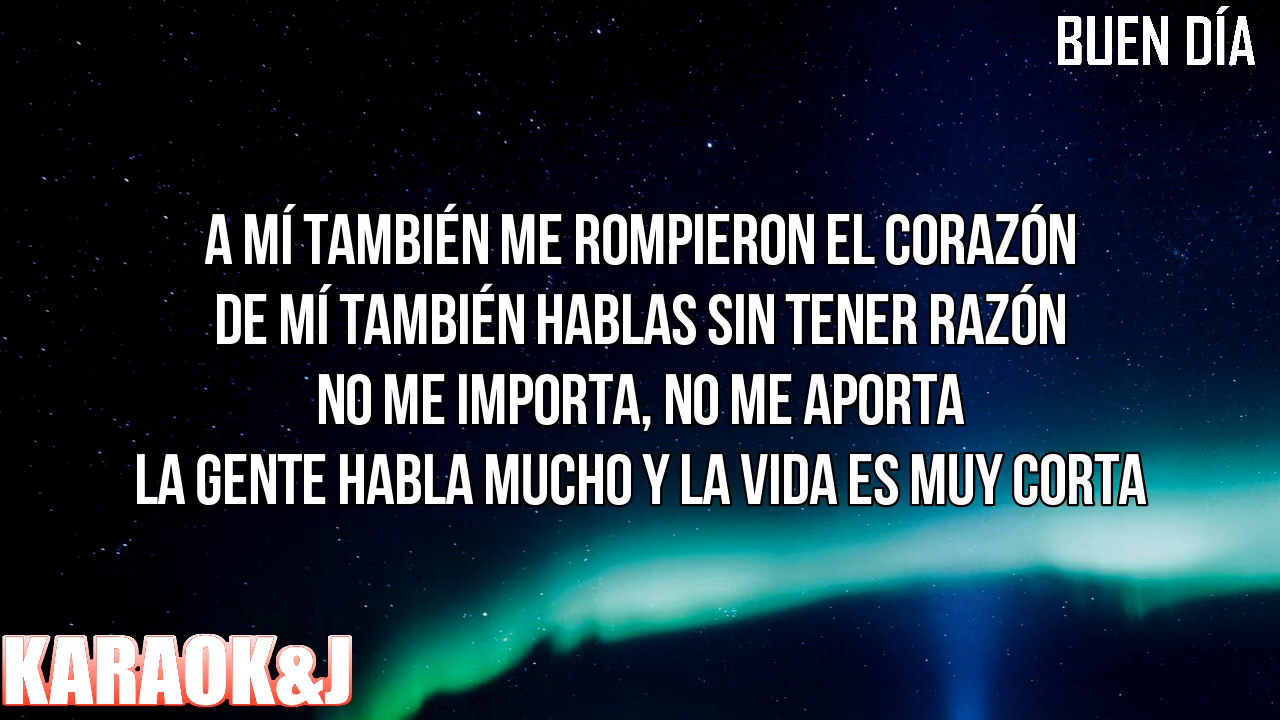 BUEN DÍA
A MÍ TAMBIÉN ME ROMPIERON EL CORAZÓN
DE MÍ TAMBIÉN HABLAS SIN TENER RAZÓN
NO ME IMPORTA, NO ME APORTA
LA GENTE HABLA MUCHO Y LA VIDA ES MUY CORTA
KARAOK&J